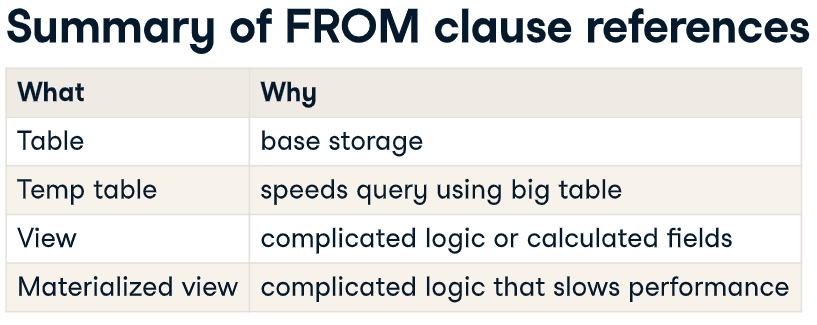 Summary of FROM clause references
What Why
Table base storage
Temp table speeds query using big table
View complicated logic or calculated fields
Materialized view complicated logic that slows performance